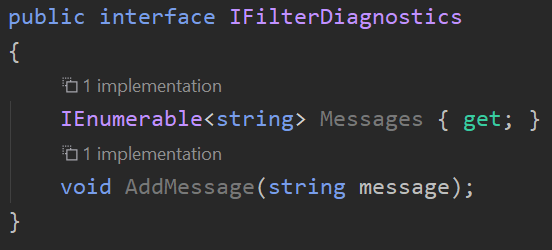 public interface IFilterDiagnostics
{
1 implementation
IEnumerable<string> Messages { get; }
1 implementation
void AddMessage(string message);
}